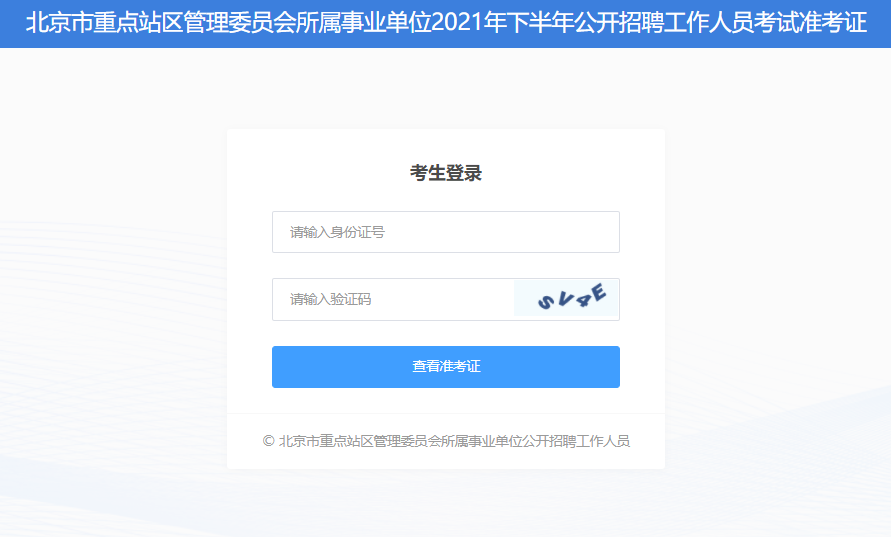 北京市重点站区管理委员会所属事业单位2021年下半年公开招聘工作人员考试准考证
考生登录
请输入身份证号
请输入验证码
SV4E
查看准考证
© 北京市重点站区管理委员会所属事业单位公开招聘工作人员